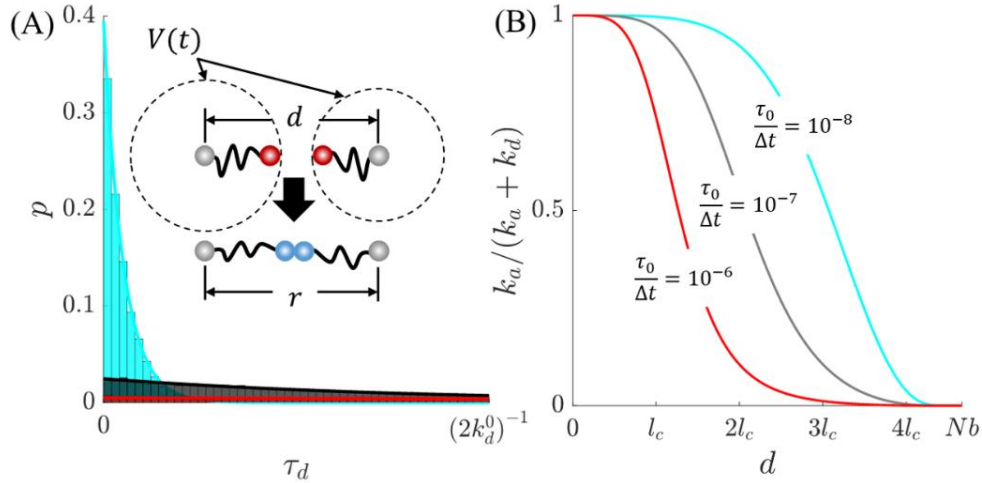 (A)
0.4
0.3
0.2
0.1
0
p
V(t)
d
r
0
(2k_d^0)^{-1}
τ_d
(B)
1
0.5
0
k_a/(k_a + k_d)
τ_0/Δt = 10^{-8}
τ_0/Δt = 10^{-7}
τ_0/Δt = 10^{-6}
0
l_c
2l_c
3l_c
4l_c
Nb
d